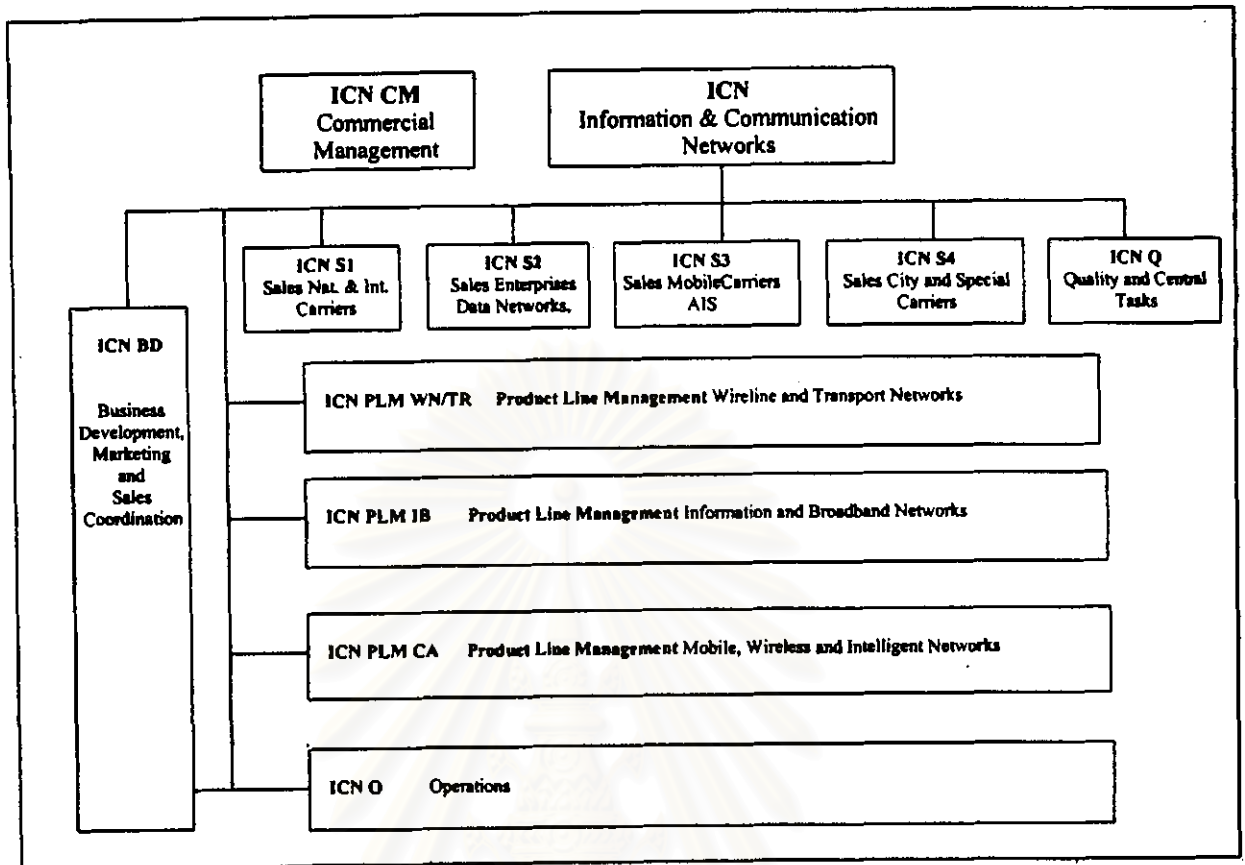 ICN CM
Commercial
Management
ICN
Information & Communication
Networks
ICN S1
Sales Nat. & Int.
Carriers
ICN S2
Sales Enterprises
Data Networks,
ICN S3
Sales MobileCarriers
AIS
ICN S4
Sales City and Special
Carriers
ICN Q
Quality and Central
Tasks
ICN BD
Business
Development,
Marketing
and
Sales
Coordination
ICN PLM WN/TR Product Line Management Wireline and Transport Networks
ICN PLM IB Product Line Management Information and Broadband Networks
ICN PLM CA Product Line Management Mobile, Wireless and Intelligent Networks
ICN O Operations